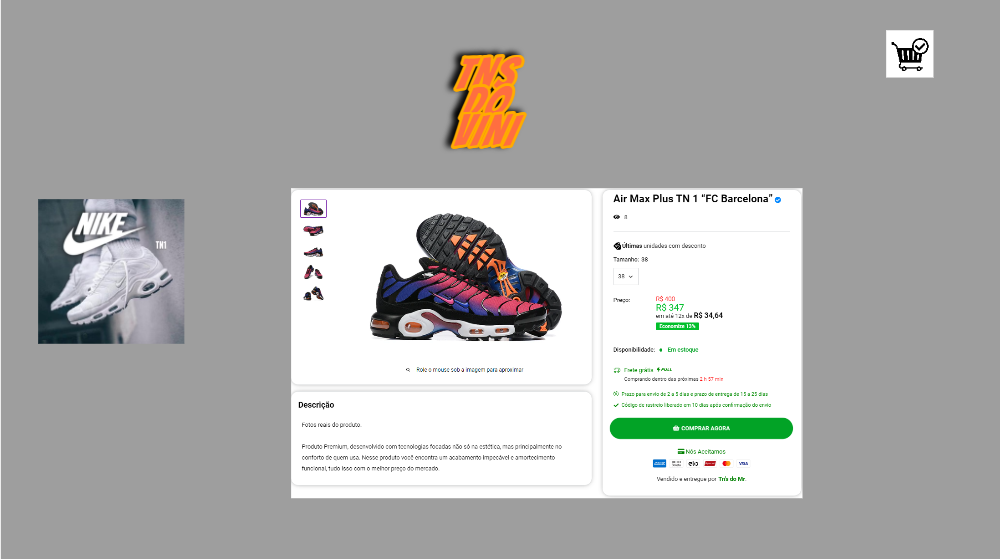 TNS
DO
VINI
NIKE
TN1
Air Max Plus TN 1 “FC Barcelona”
8
Últimas unidades com desconto
Tamanho: 38
38
Preço:
R$ 400
R$ 347
em até 12x de R$ 34,64
Economize 13%
Disponibilidade: Em estoque
Frete grátis FULL
Comprando dentro das próximas 2 h 57 min
Prazo para envio de 2 a 5 dias e prazo de entrega de 15 a 25 dias
Código de rastreio liberado em 10 dias após confirmação do envio
COMPRAR AGORA
Nós Aceitamos
elo
VISA
Vendido e entregue por Tn's do Mr
Role o mouse sob a imagem para aproximar
Descrição
Fotos reais do produto.
Produto Premium, desenvolvido com tecnologias focadas não só na estética, mas principalmente no
conforto de quem usa. Nesse produto você encontra um acabamento impecável e amortecimento
funcional, tudo isso com o melhor preço do mercado.